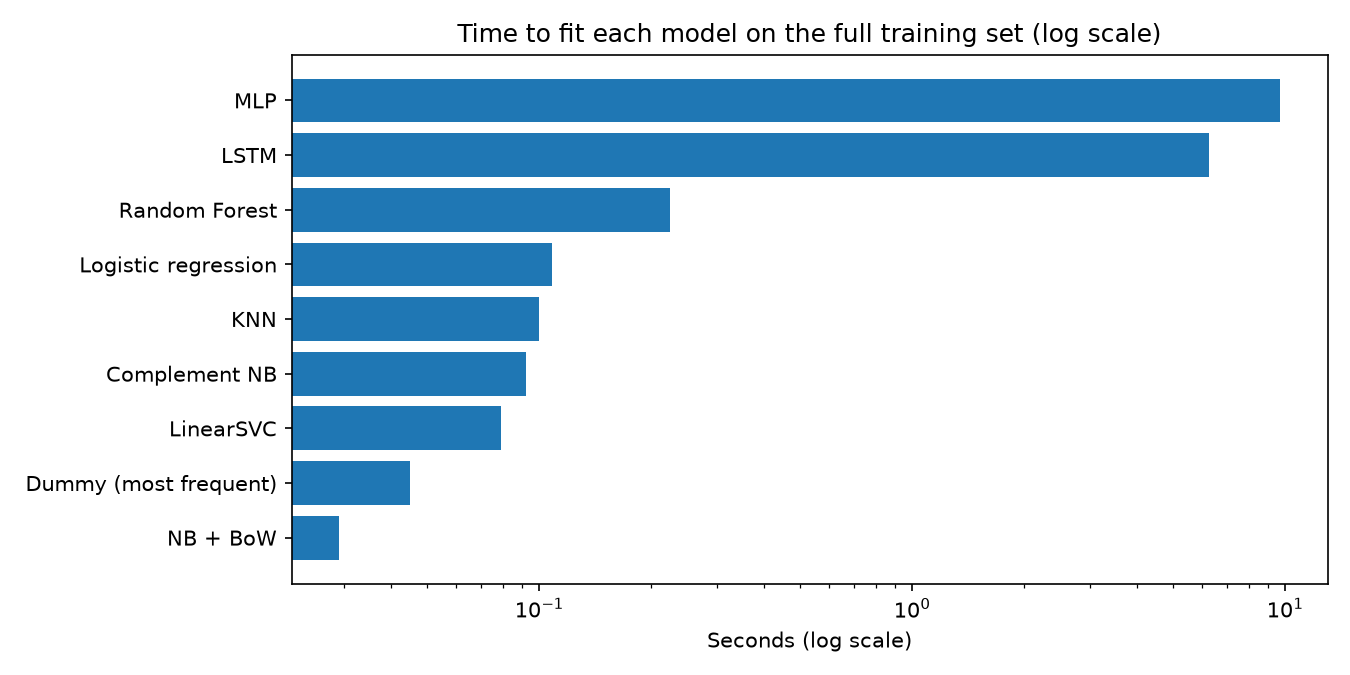 Time to fit each model on the full training set (log scale)
MLP
LSTM
Random Forest
Logistic regression
KNN
Complement NB
LinearSVC
Dummy (most frequent)
NB + BoW
10⁻¹ 10⁰ 10¹
Seconds (log scale)